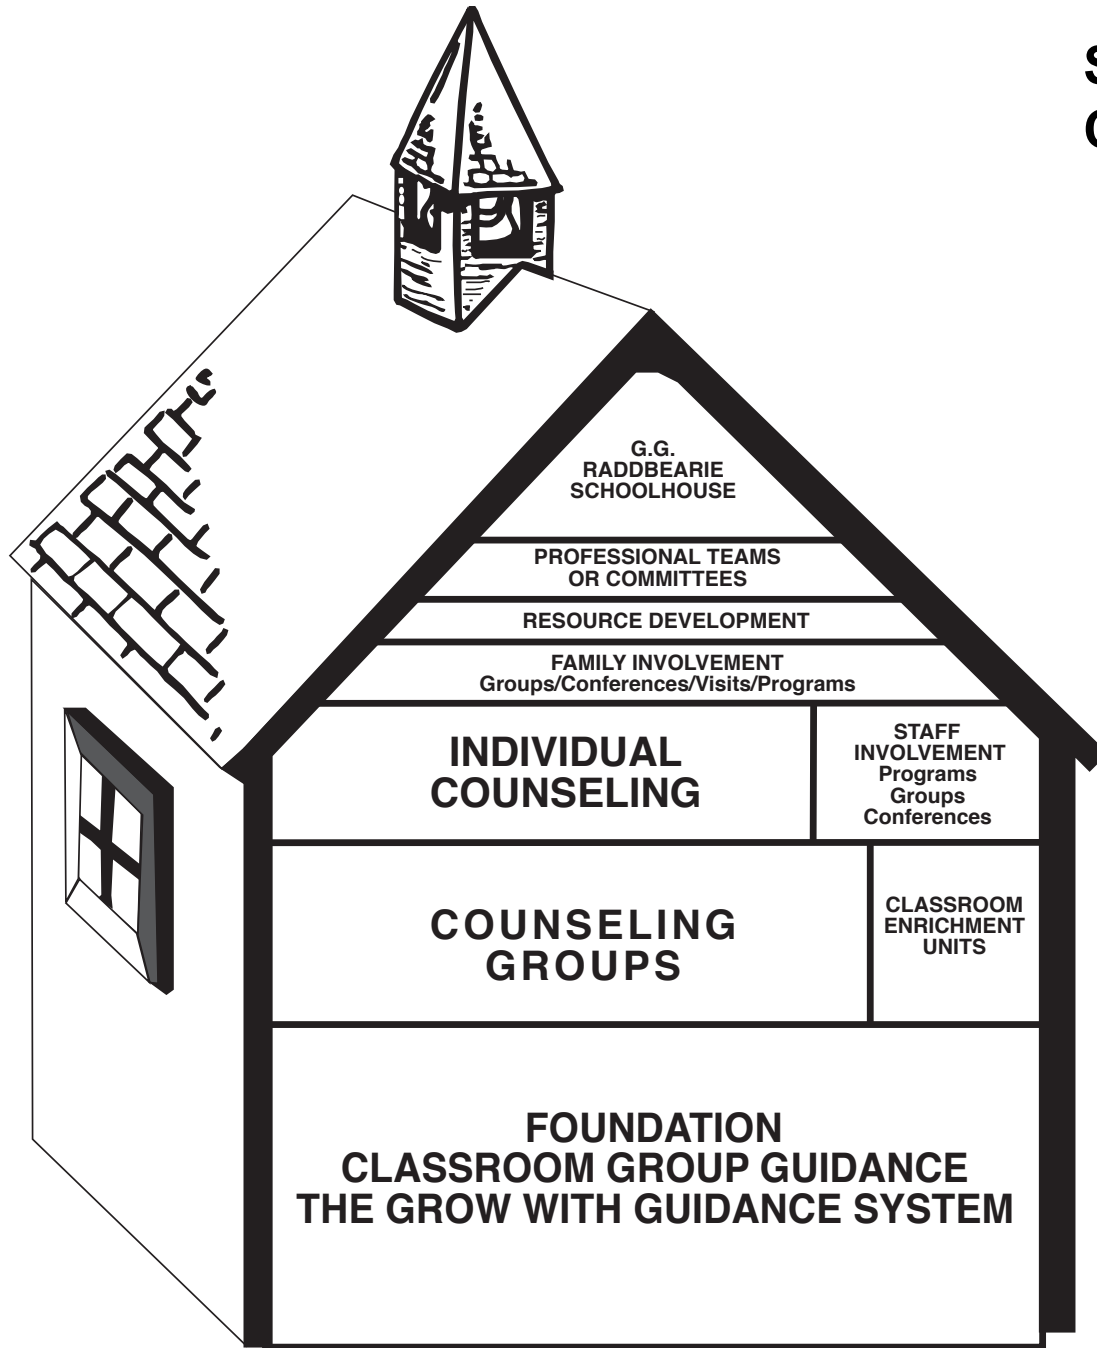 G.G.
RADDBEARIE
SCHOOLHOUSE
PROFESSIONAL TEAMS
OR COMMITTEES
RESOURCE DEVELOPMENT
FAMILY INVOLVEMENT
Groups/Conferences/Visits/Programs
INDIVIDUAL
COUNSELING
STAFF
INVOLVEMENT
Programs
Groups
Conferences
COUNSELING
GROUPS
CLASSROOM
ENRICHMENT
UNITS
FOUNDATION
CLASSROOM GROUP GUIDANCE
THE GROW WITH GUIDANCE SYSTEM